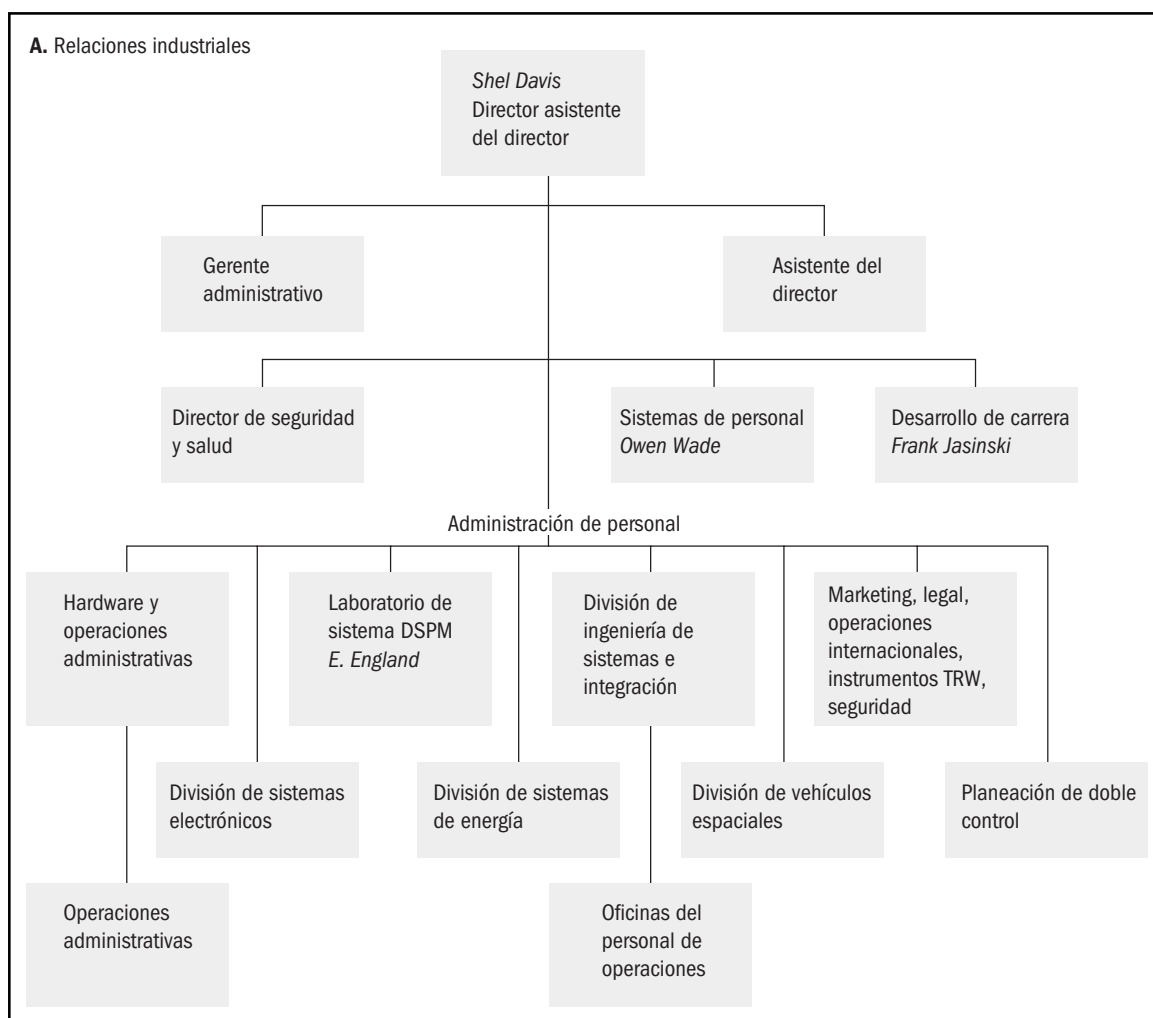 A. Relaciones industriales
Shel Davis
Director asistente
del director
Gerente
administrativo
Asistente del
director
Director de seguridad
y salud
Sistemas de personal
Owen Wade
Desarrollo de carrera
Frank Jasinski
Administración de personal
Hardware y
operaciones
administrativas
Laboratorio de
sistema DSPM
E. England
División de
ingeniería de
sistemas e
integración
Marketing, legal,
operaciones
internacionales,
instrumentos TRW,
seguridad
División de sistemas
electrónicos
División de sistemas
de energía
División de vehículos
espaciales
Planeación de doble
control
Operaciones
administrativas
Oficinas del
personal de
operaciones